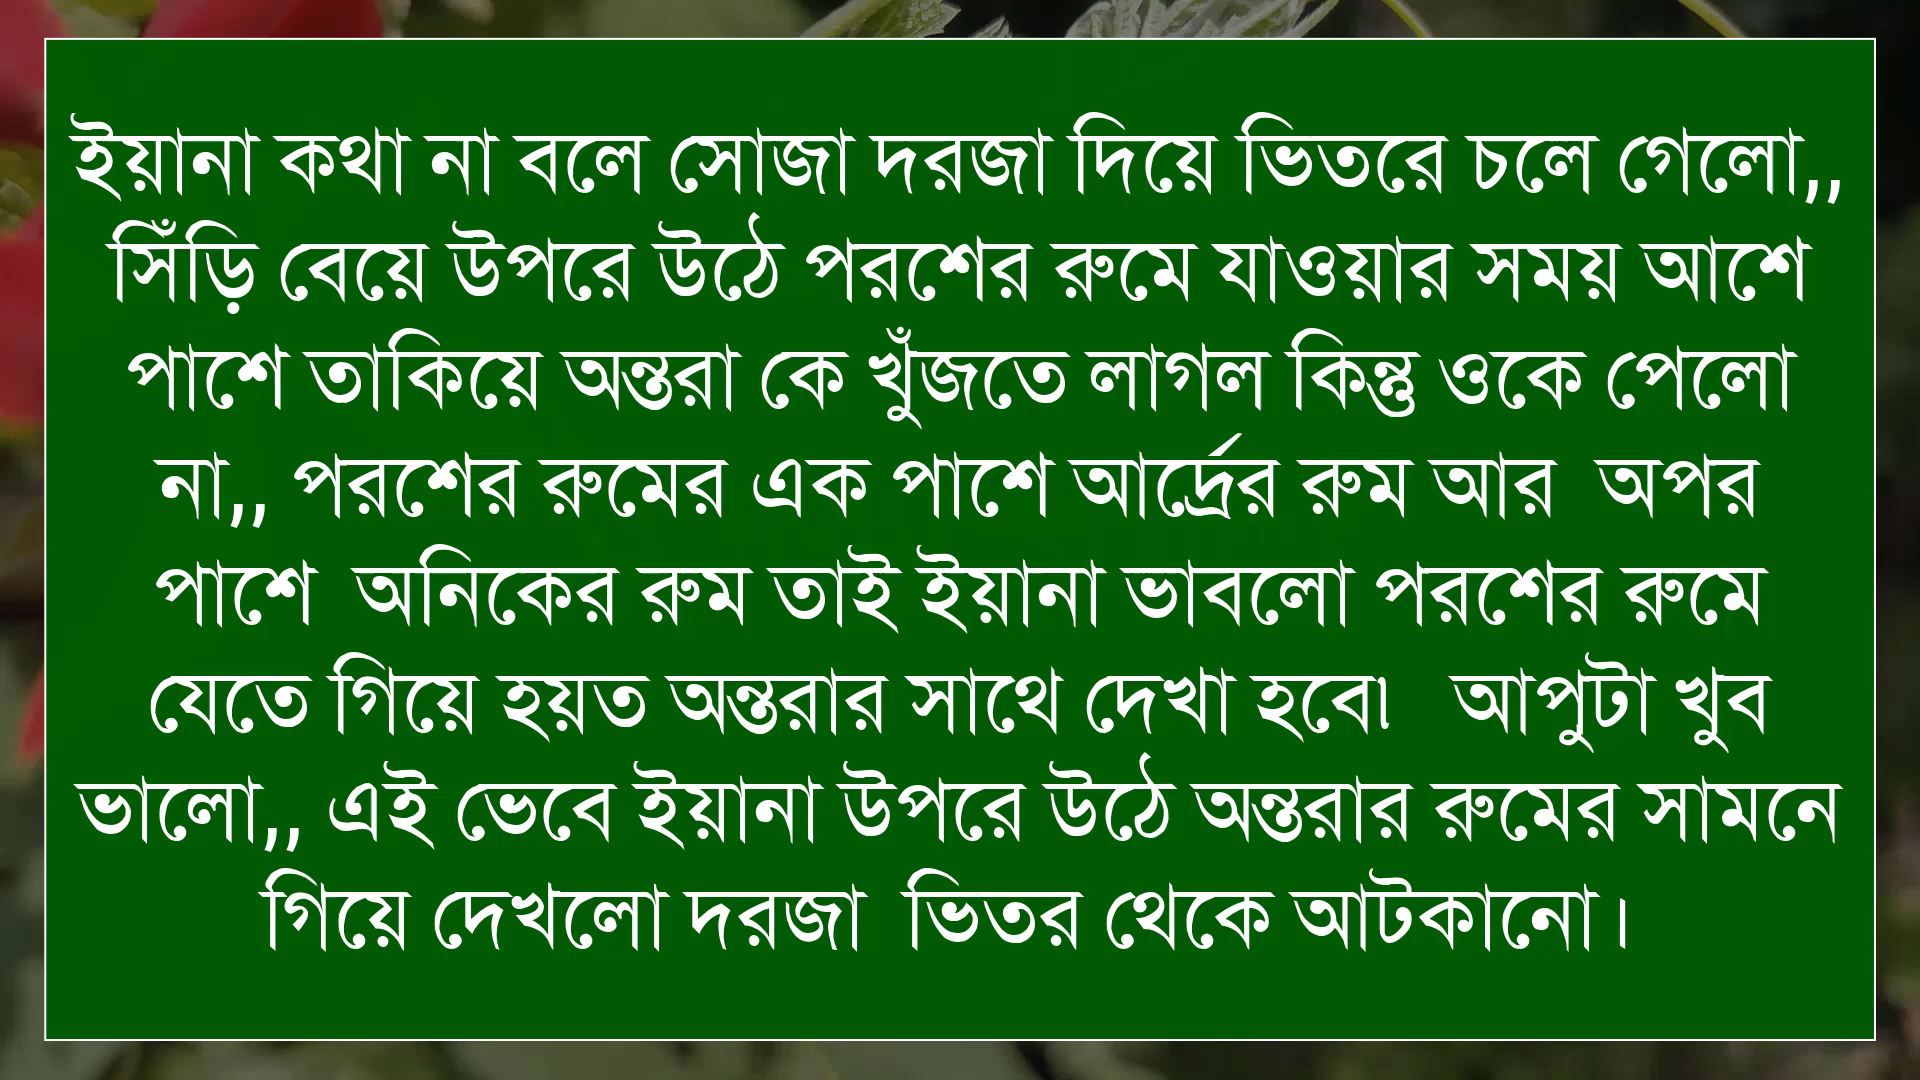 ইয়ানা কথা না বলে সোজা দরজা দিয়ে ভিতরে চলে গেলো,,
সিঁড়ি বেয়ে উপরে উঠে পরশের রুমে যাওয়ার সময় আশে
পাশে তাকিয়ে অন্তরা কে খুঁজতে লাগল কিন্তু ওকে পেলো
না,, পরশের রুমের এক পাশে আর্দ্রের রুম আর  অপর
পাশে  অনিকের রুম তাই ইয়ানা ভাবলো পরশের রুমে
যেতে গিয়ে হয়ত অন্তরার সাথে দেখা হবে৷   আপুটা খুব
ভালো,, এই ভেবে ইয়ানা উপরে উঠে অন্তরার রুমের সামনে
গিয়ে দেখলো দরজা  ভিতর থেকে আটকানো।